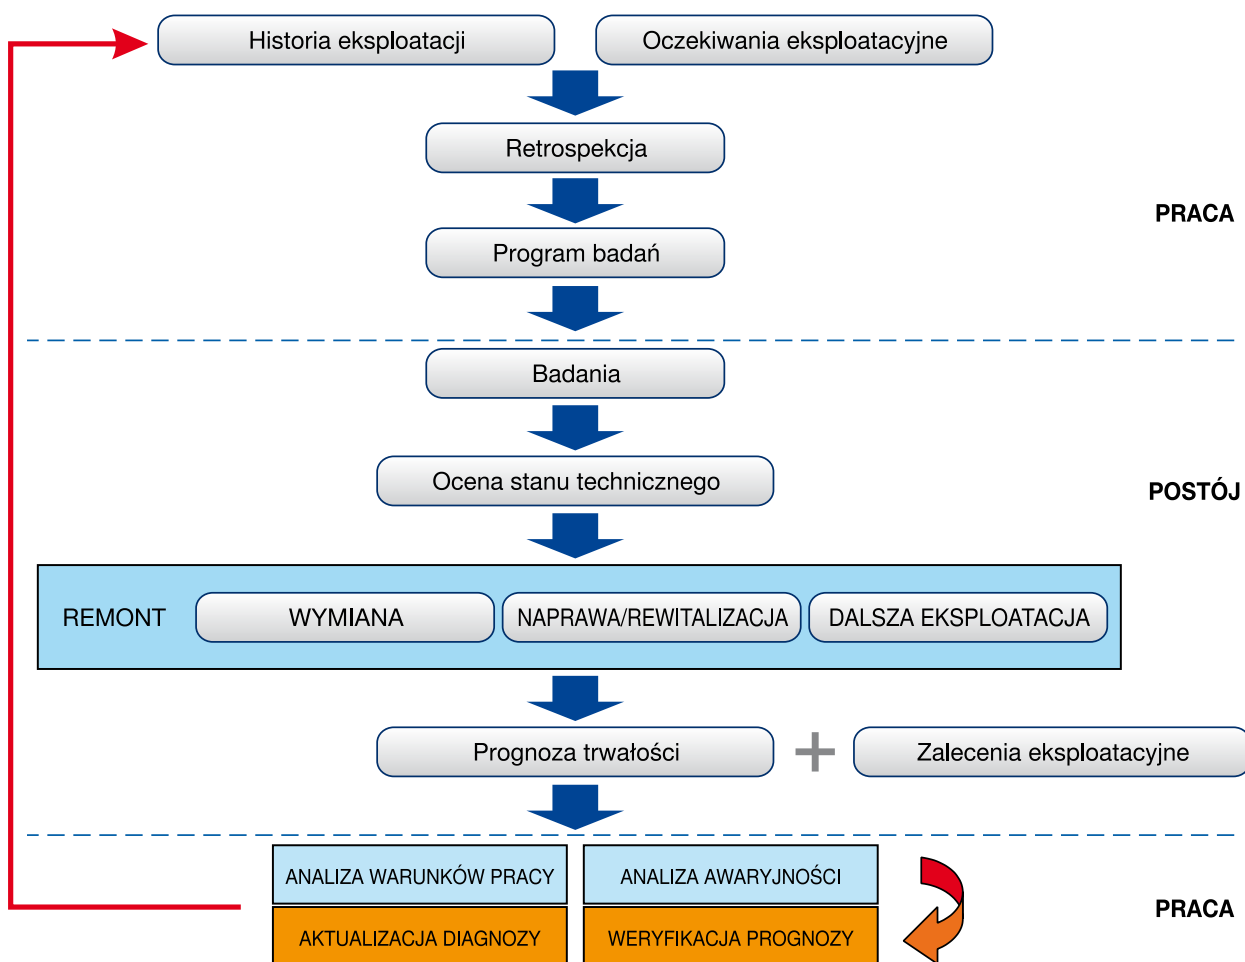 Historia eksploatacji
Oczekiwania eksploatacyjne
Retrospekcja
Program badań
PRACA
Badania
Ocena stanu technicznego
POSTÓJ
REMONT
WYMIANA
NAPRAWA/REWITALIZACJA
DALSZA EKSPLOATACJA
Prognoza trwałości
+
Zalecenia eksploatacyjne
ANALIZA WARUNKÓW PRACY
ANALIZA AWARYJNOŚCI
AKTUALIZACJA DIAGNOZY
WERYFIKACJA PROGNOZY
PRACA